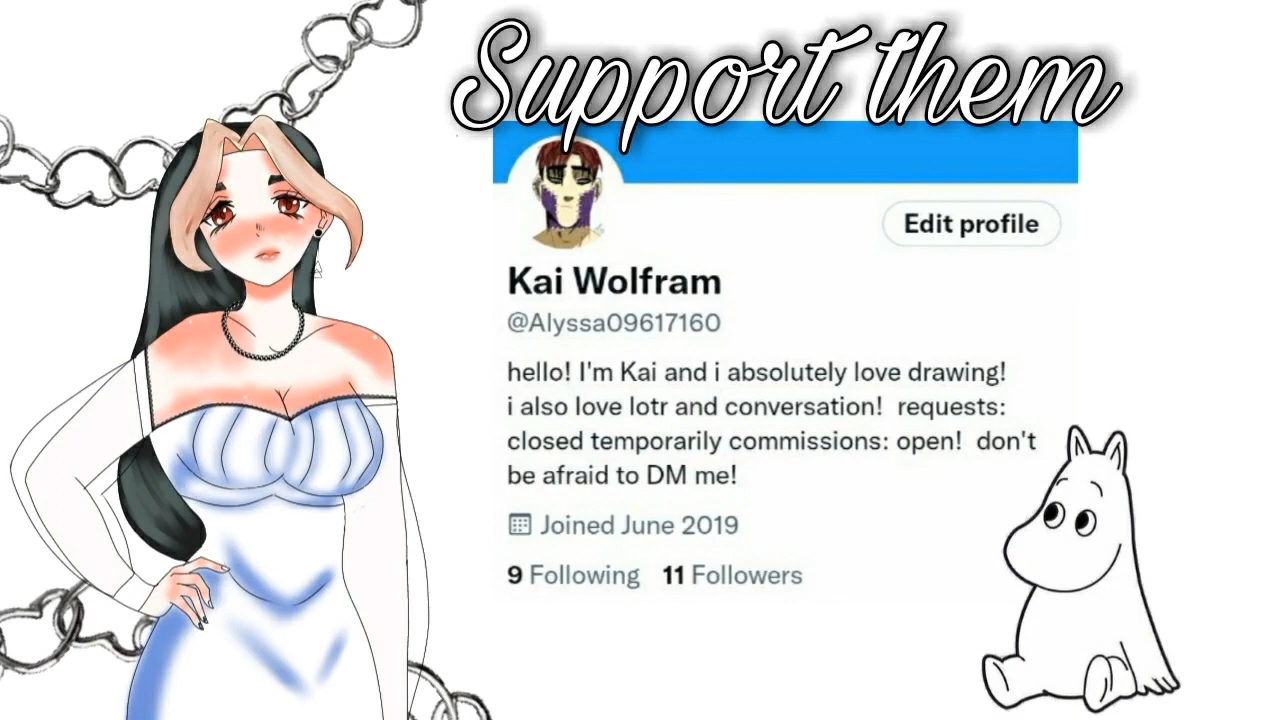 Support them
Edit profile
Kai Wolfram
@Alyssa09617160
hello! I'm Kai and i absolutely love drawing!
i also love lotr and conversation! requests:
closed temporarily commissions: open! don't
be afraid to DM me!
Joined June 2019
9 Following 11 Followers